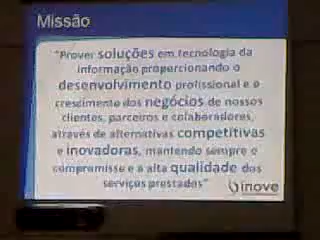 Missão
"Prover soluções em tecnologia da
informação proporcionando o
desenvolvimento profissional e o
crescimento dos negócios de nossos
clientes, parceiros e colaboradores,
através de alternativas competitivas
e inovadoras, mantendo sempre o
compromisso e a alta qualidade dos
serviços prestados"
inove